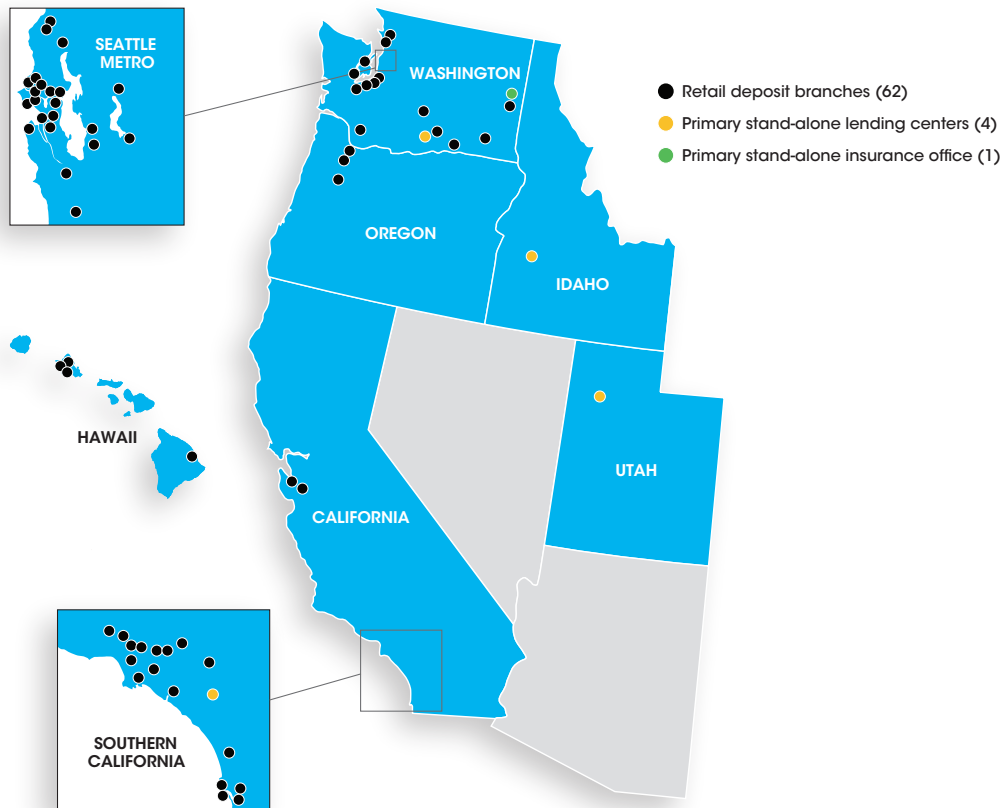 SEATTLE
METRO
WASHINGTON
Retail deposit branches (62)
Primary stand-alone lending centers (4)
Primary stand-alone insurance office (1)
OREGON
IDAHO
HAWAII
UTAH
CALIFORNIA
SOUTHERN
CALIFORNIA